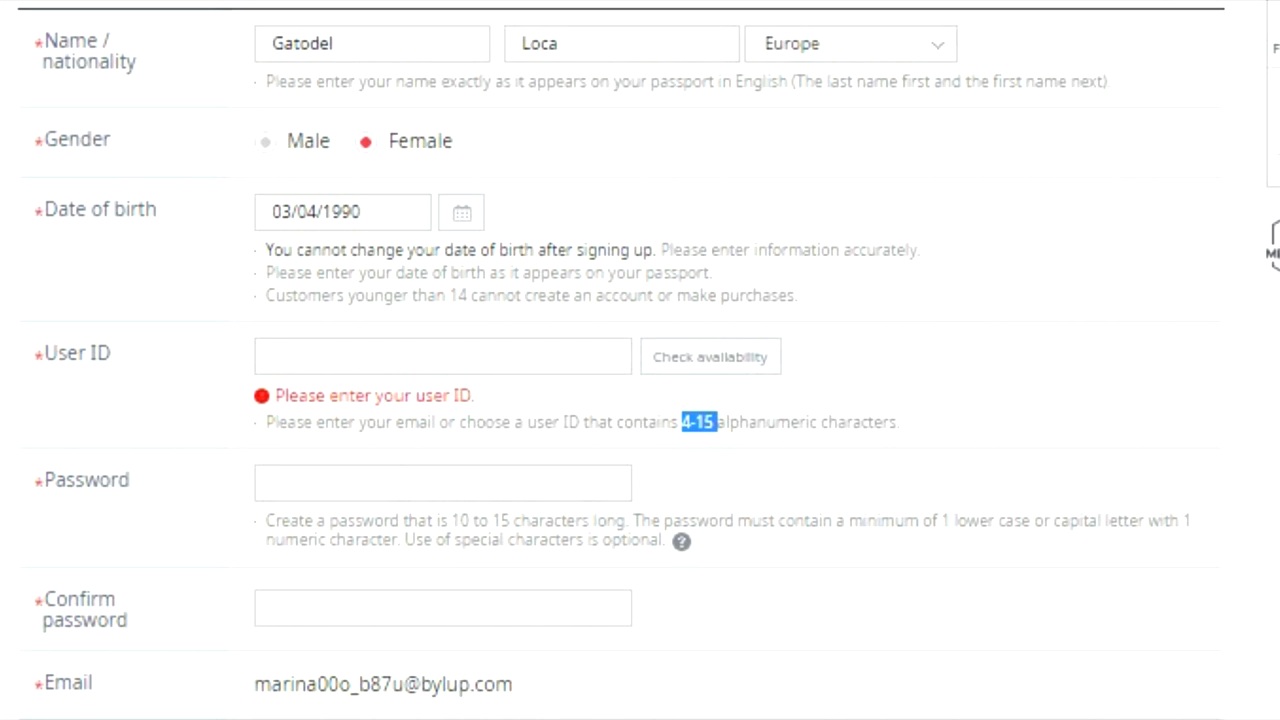 *Name / nationality
Gatodel
Loca
Europe
· Please enter your name exactly as it appears on your passport in English (The last name first and the first name next)
*Gender
Male
Female
*Date of birth
03/04/1990
· You cannot change your date of birth after signing up. Please enter information accurately.
· Please enter your date of birth as it appears on your passport.
· Customers younger than 14 cannot create an account or make purchases.
*User ID
Check availability
Please enter your user ID.
· Please enter your email or choose a user ID that contains 4-15 alphanumeric characters.
*Password
· Create a password that is 10 to 15 characters long. The password must contain a minimum of 1 lower case or capital letter with 1
numeric character. Use of special characters is optional. ?
*Confirm
password
*Email
marina00o_b87u@bylup.com